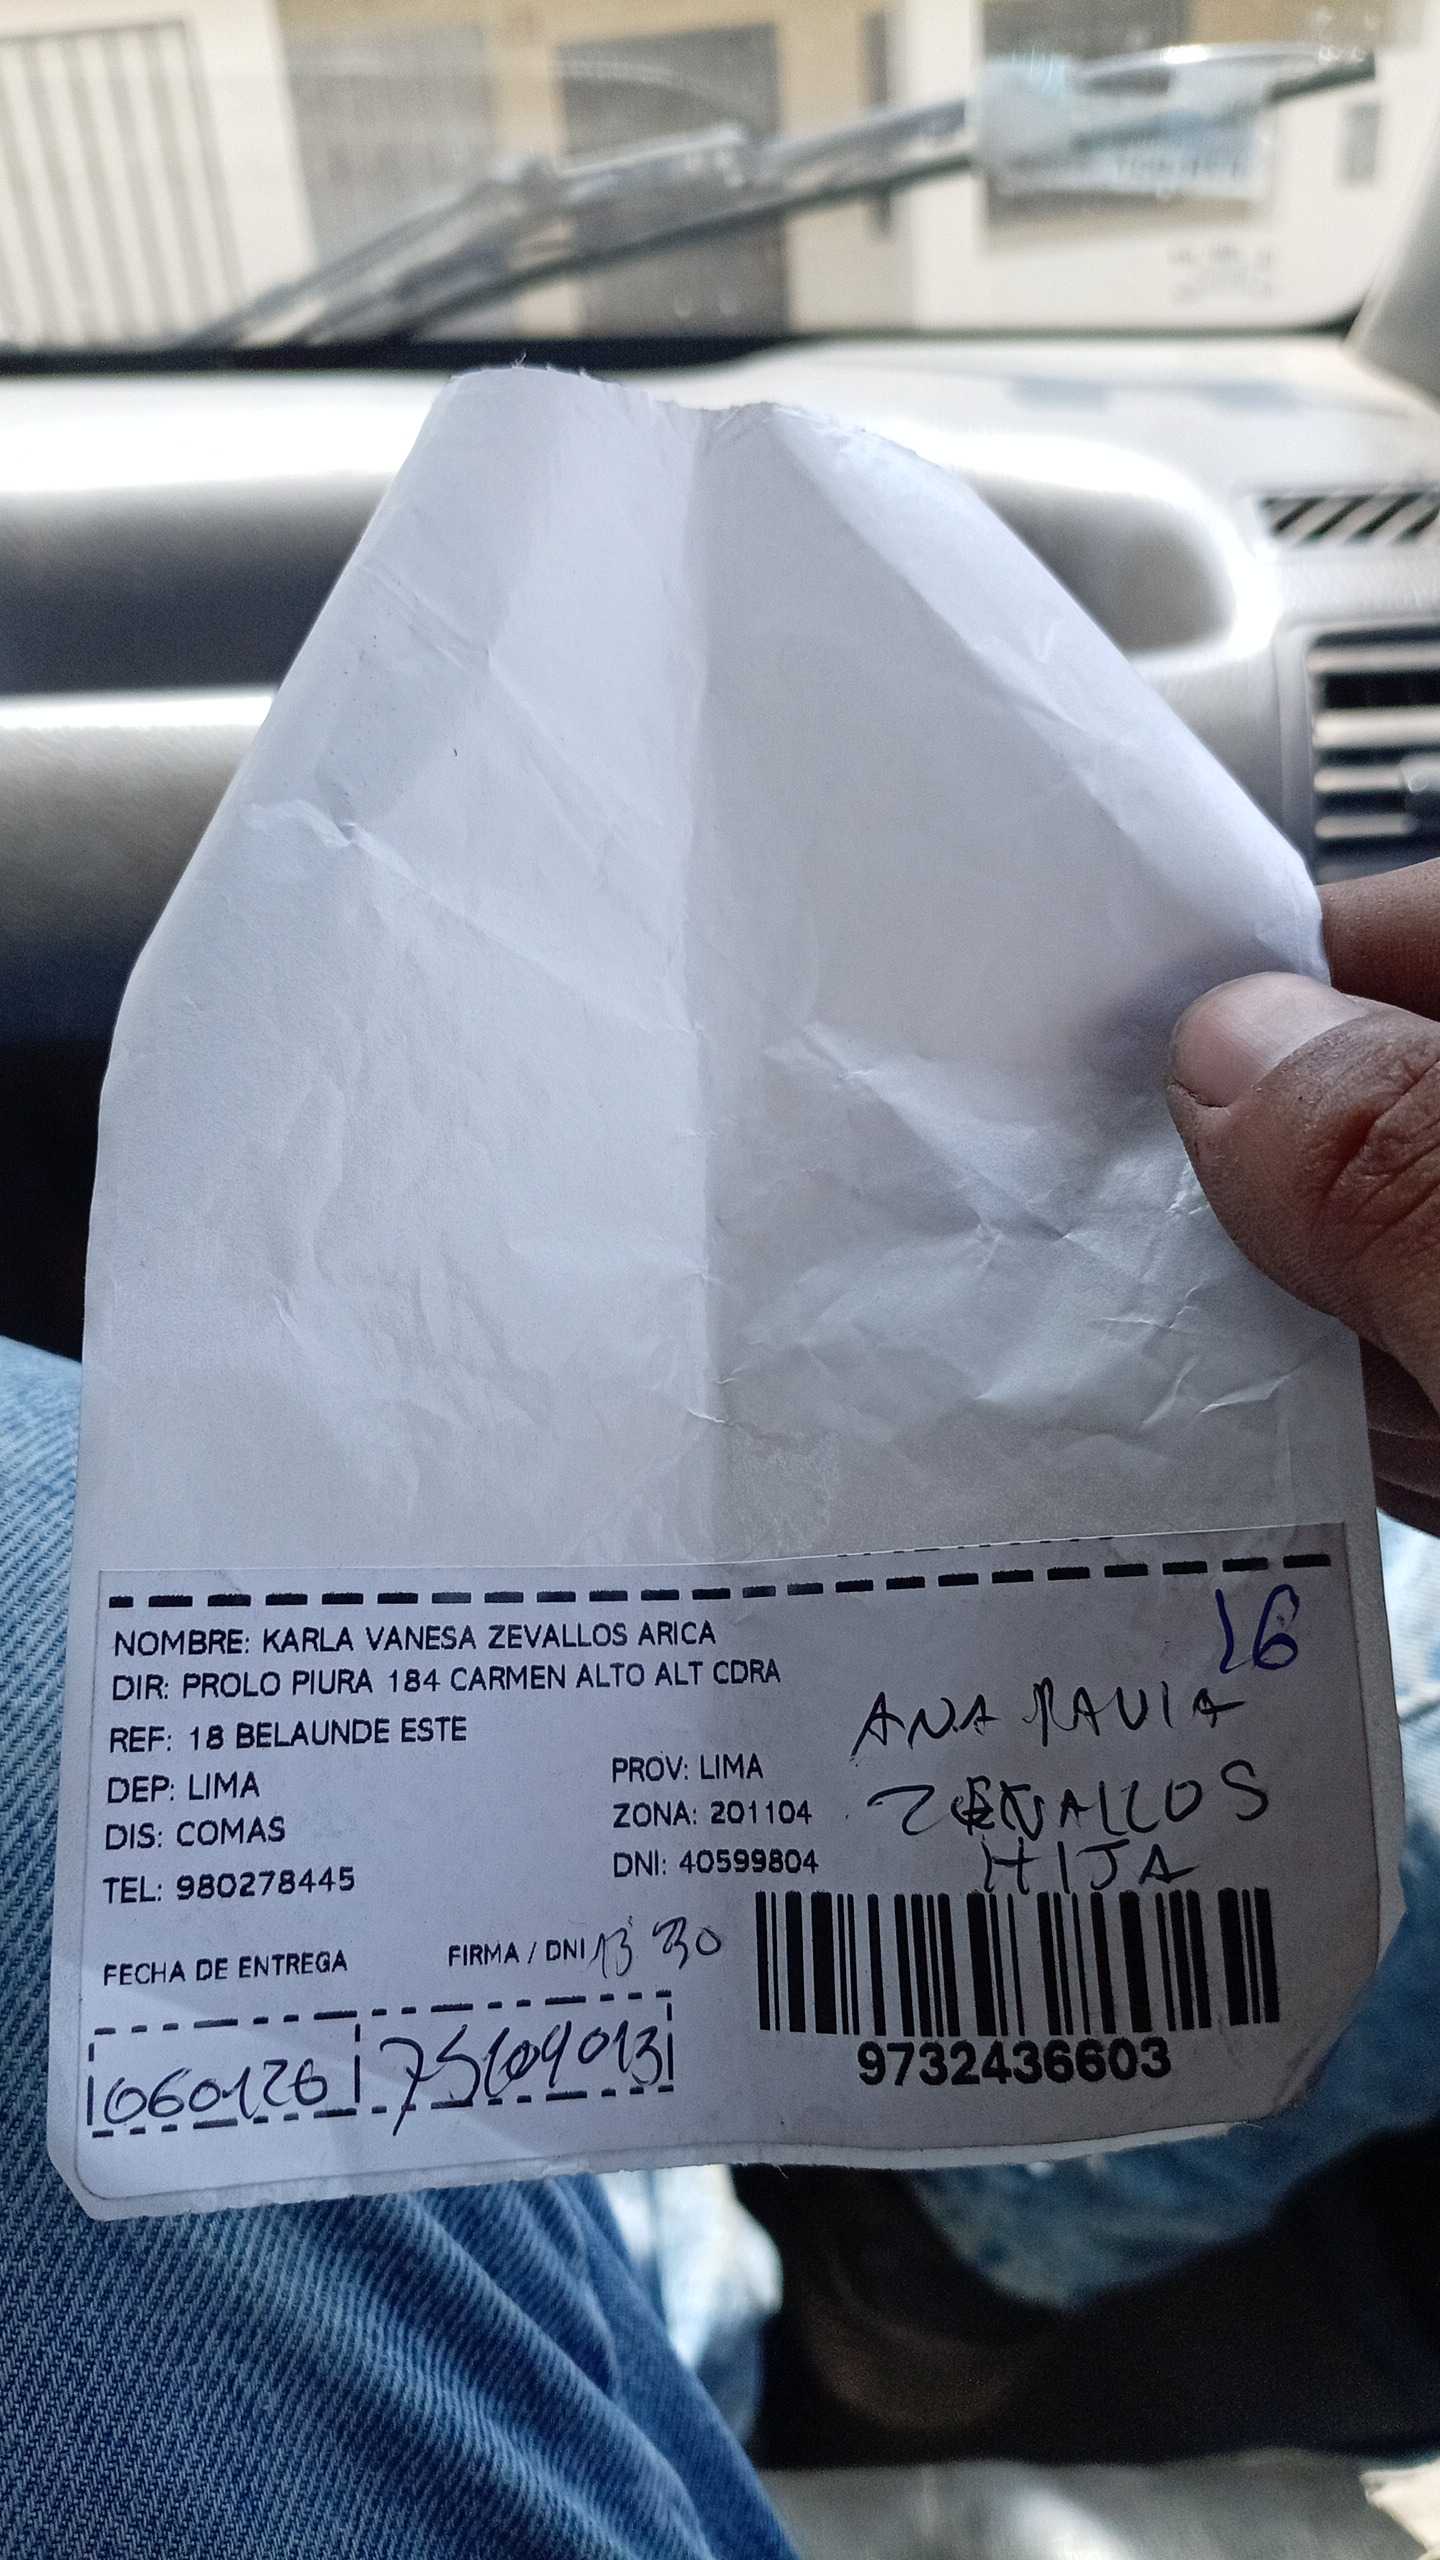 16
NOMBRE: KARLA VANESA ZEVALLOS ARICA
DIR: PROLO PIURA 184 CARMEN ALTO ALT CDRA
REF: 18 BELAUNDE ESTE
DEP: LIMA
PROV: LIMA
DIS: COMAS
ZONA: 201104
TEL: 980278445
DNI: 40599804
ANA
ZEVALLOS
HIJA
FECHA DE ENTREGA
FIRMA / DNI 13 30
060126
9732436603